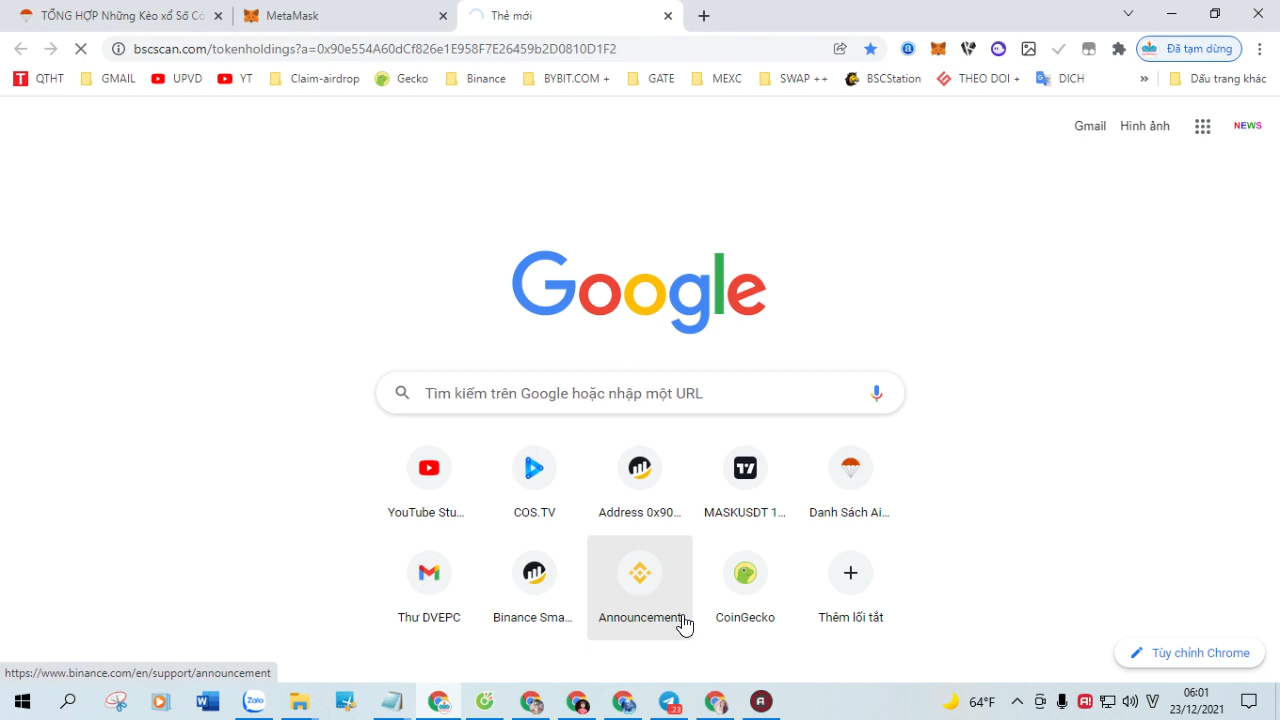 TỔNG HỢP Những Kèo xổ Số Cô
MetaMask
Thẻ mới
bscscan.com/tokenholdings?a=0x90e554A60dCf826e1E958F7E26459b2D0810D1F2
Đã tạm dừng
QTHT
GMAIL
UPVD
YT
Claim-airdrop
Gecko
Binance
BYBIT.COM +
GATE
MEXC
SWAP ++
BSCStation
THEO DOI +
DICH
»
Dấu trang khác
Gmail
Hình ảnh
NEWS
Google
Tìm kiếm trên Google hoặc nhập một URL
YouTube Stu...
COS.TV
Address 0x90...
MASKUSDT 1...
Danh Sách Ai...
Thư DVEPC
Binance Sma...
Announcement
CoinGecko
Thêm lối tắt
Tùy chỉnh Chrome
https://www.binance.com/en/support/announcement
Zalo
23
64°F
06:01
23/12/2021